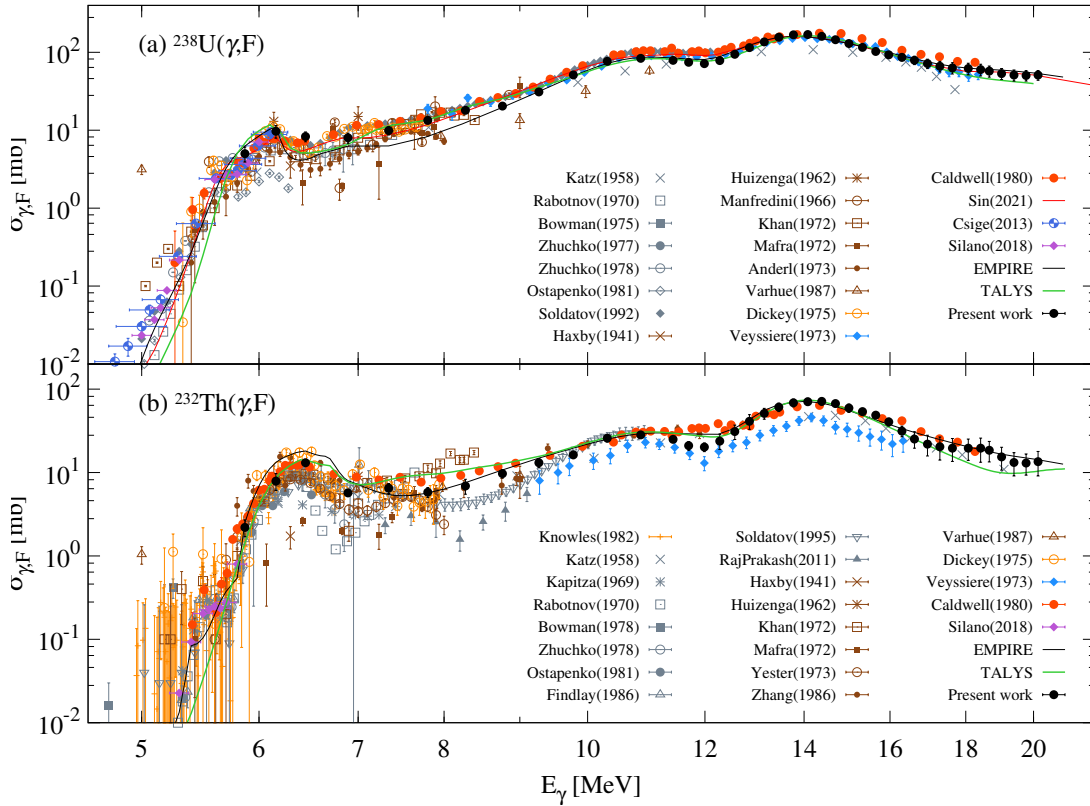 (a) ²³⁸U(γ,F)
σγ,F [mb]
10²
10¹
10⁰
10⁻¹
10⁻²
Katz(1958)
Rabotnov(1970)
Bowman(1975)
Zhuchko(1977)
Zhuchko(1978)
Ostapenko(1981)
Soldatov(1992)
Haxby(1941)
Huizenga(1962)
Manfredini(1966)
Khan(1972)
Mafra(1972)
Anderl(1973)
Varhue(1987)
Dickey(1975)
Veyssiere(1973)
Caldwell(1980)
Sin(2021)
Csige(2013)
Silano(2018)
EMPIRE
TALYS
Present work
(b) ²³²Th(γ,F)
σγ,F [mb]
10²
10¹
10⁰
10⁻¹
10⁻²
Knowles(1982)
Katz(1958)
Kapitza(1969)
Rabotnov(1970)
Bowman(1978)
Zhuchko(1978)
Ostapenko(1981)
Findlay(1986)
Soldatov(1995)
RajPrakash(2011)
Haxby(1941)
Huizenga(1962)
Khan(1972)
Mafra(1972)
Yester(1973)
Zhang(1986)
Varhue(1987)
Dickey(1975)
Veyssiere(1973)
Caldwell(1980)
Silano(2018)
EMPIRE
TALYS
Present work
5 6 7 8 10 12 14 16 18 20
Eγ [MeV]